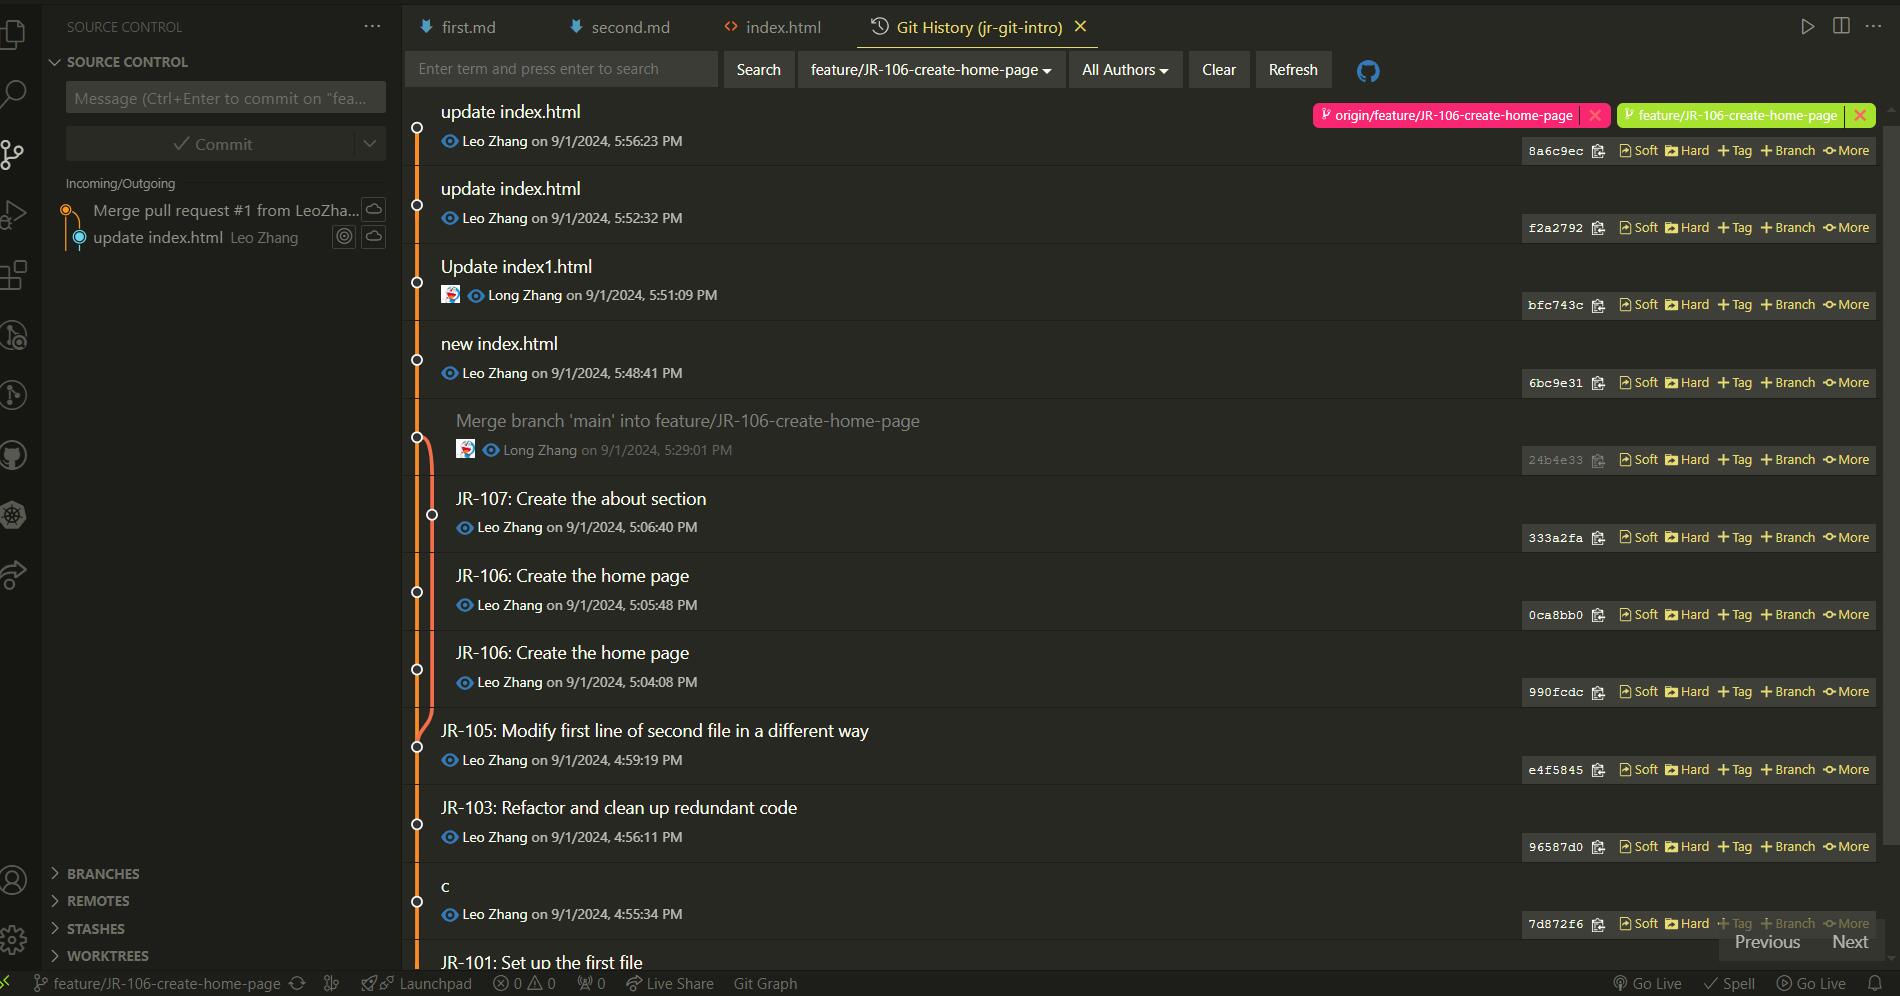 SOURCE CONTROL
SOURCE CONTROL
Message (Ctrl+Enter to commit on "fea...
Commit
Incoming/Outgoing
Merge pull request #1 from LeoZha...
update index.html Leo Zhang
BRANCHES
REMOTES
STASHES
WORKTREES
first.md second.md index.html Git History (jr-git-intro)
Enter term and press enter to search Search feature/JR-106-create-home-page All Authors Clear Refresh
update index.html
origin/feature/JR-106-create-home-page feature/JR-106-create-home-page
Leo Zhang on 9/1/2024, 5:56:23 PM
8a6c9ec Soft Hard Tag Branch More
update index.html
Leo Zhang on 9/1/2024, 5:52:32 PM
f2a2792 Soft Hard Tag Branch More
Update index1.html
Long Zhang on 9/1/2024, 5:51:09 PM
bfc743c Soft Hard Tag Branch More
new index.html
Leo Zhang on 9/1/2024, 5:48:41 PM
6bc9e31 Soft Hard Tag Branch More
Merge branch 'main' into feature/JR-106-create-home-page
Long Zhang on 9/1/2024, 5:29:01 PM
24b4e33 Soft Hard Tag Branch More
JR-107: Create the about section
Leo Zhang on 9/1/2024, 5:06:40 PM
333a2fa Soft Hard Tag Branch More
JR-106: Create the home page
Leo Zhang on 9/1/2024, 5:05:48 PM
0ca8bb0 Soft Hard Tag Branch More
JR-106: Create the home page
Leo Zhang on 9/1/2024, 5:04:08 PM
990fcdc Soft Hard Tag Branch More
JR-105: Modify first line of second file in a different way
Leo Zhang on 9/1/2024, 4:59:19 PM
e4f5845 Soft Hard Tag Branch More
JR-103: Refactor and clean up redundant code
Leo Zhang on 9/1/2024, 4:56:11 PM
96587d0 Soft Hard Tag Branch More
c
Leo Zhang on 9/1/2024, 4:55:34 PM
7d872f6 Soft Hard Tag Branch More
Previous Next
JR-101: Set up the first file
feature/JR-106-create-home-page Launchpad 0 0 0 Live Share Git Graph Go Live Spell Go Live